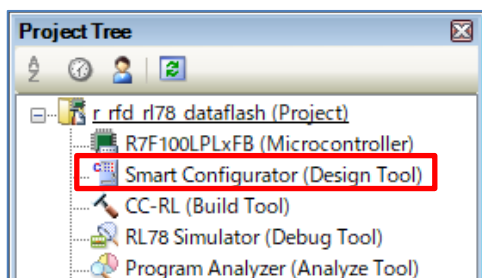 Project Tree
r_rfd_rl78_dataflash (Project)
R7F100LPLxFB (Microcontroller)
Smart Configurator (Design Tool)
CC-RL (Build Tool)
RL78 Simulator (Debug Tool)
Program Analyzer (Analyze Tool)